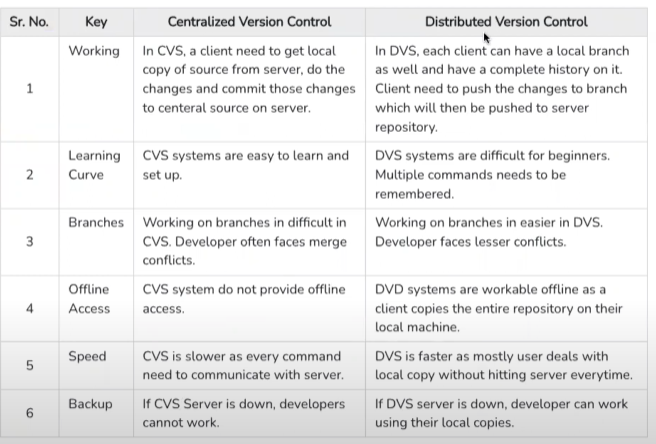 Sr. No. Key Centralized Version Control Distributed Version Control
1
Working
In CVS, a client need to get local
copy of source from server, do the
changes and commit those changes
to centeral source on server.
In DVS, each client can have a local branch
as well and have a complete history on it.
Client need to push the changes to branch
which will then be pushed to server
repository.
2
Learning
Curve
CVS systems are easy to learn and
set up.
DVS systems are difficult for beginners.
Multiple commands needs to be
remembered.
3
Branches
Working on branches in difficult in
CVS. Developer often faces merge
conflicts.
Working on branches in easier in DVS.
Developer faces lesser conflicts.
4
Offline
Access
CVS system do not provide offline
access.
DVD systems are workable offline as a
client copies the entire repository on their
local machine.
5
Speed
CVS is slower as every command
need to communicate with server.
DVS is faster as mostly user deals with
local copy without hitting server everytime.
6
Backup
If CVS Server is down, developers
cannot work.
If DVS server is down, developer can work
using their local copies.